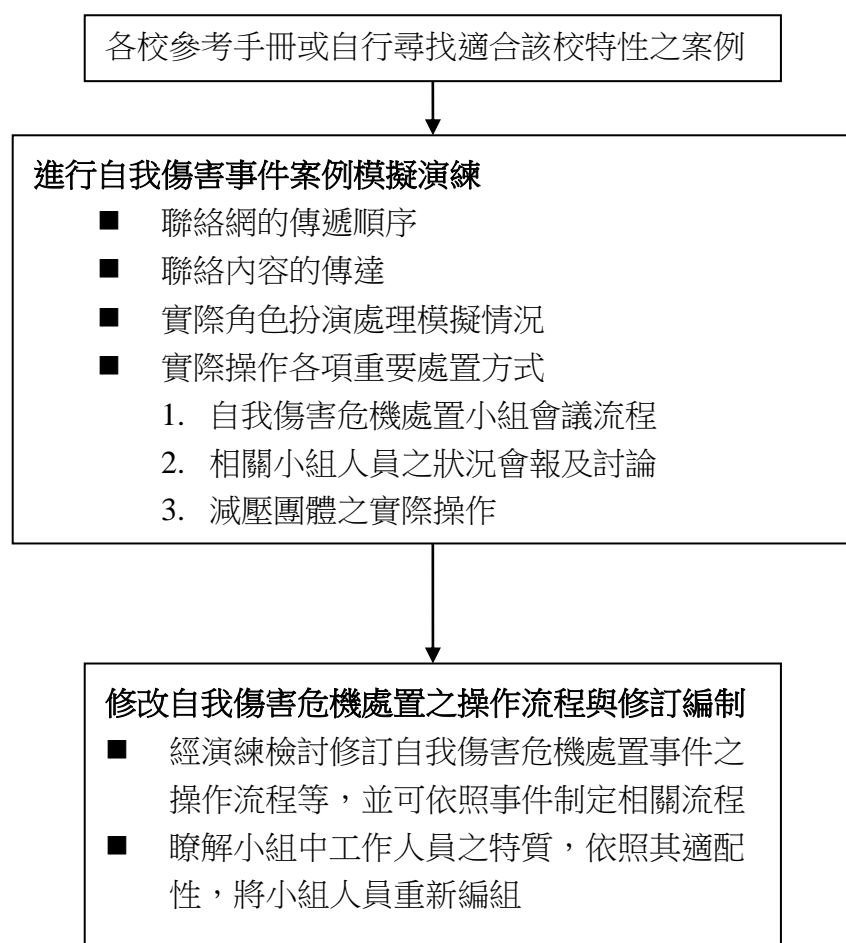 各校參考手冊或自行尋找適合該校特性之案例
進行自我傷害事件案例模擬演練
■ 聯絡網的傳遞順序
■ 聯絡內容的傳達
■ 實際角色扮演處理模擬情況
■ 實際操作各項重要處置方式
1. 自我傷害危機處置小組會議流程
2. 相關小組人員之狀況會報及討論
3. 減壓團體之實際操作
修改自我傷害危機處置之操作流程與修訂編制
■ 經演練檢討修訂自我傷害危機處置事件之
操作流程等，並可依照事件制定相關流程
■ 瞭解小組中工作人員之特質，依照其適配
性，將小組人員重新編組